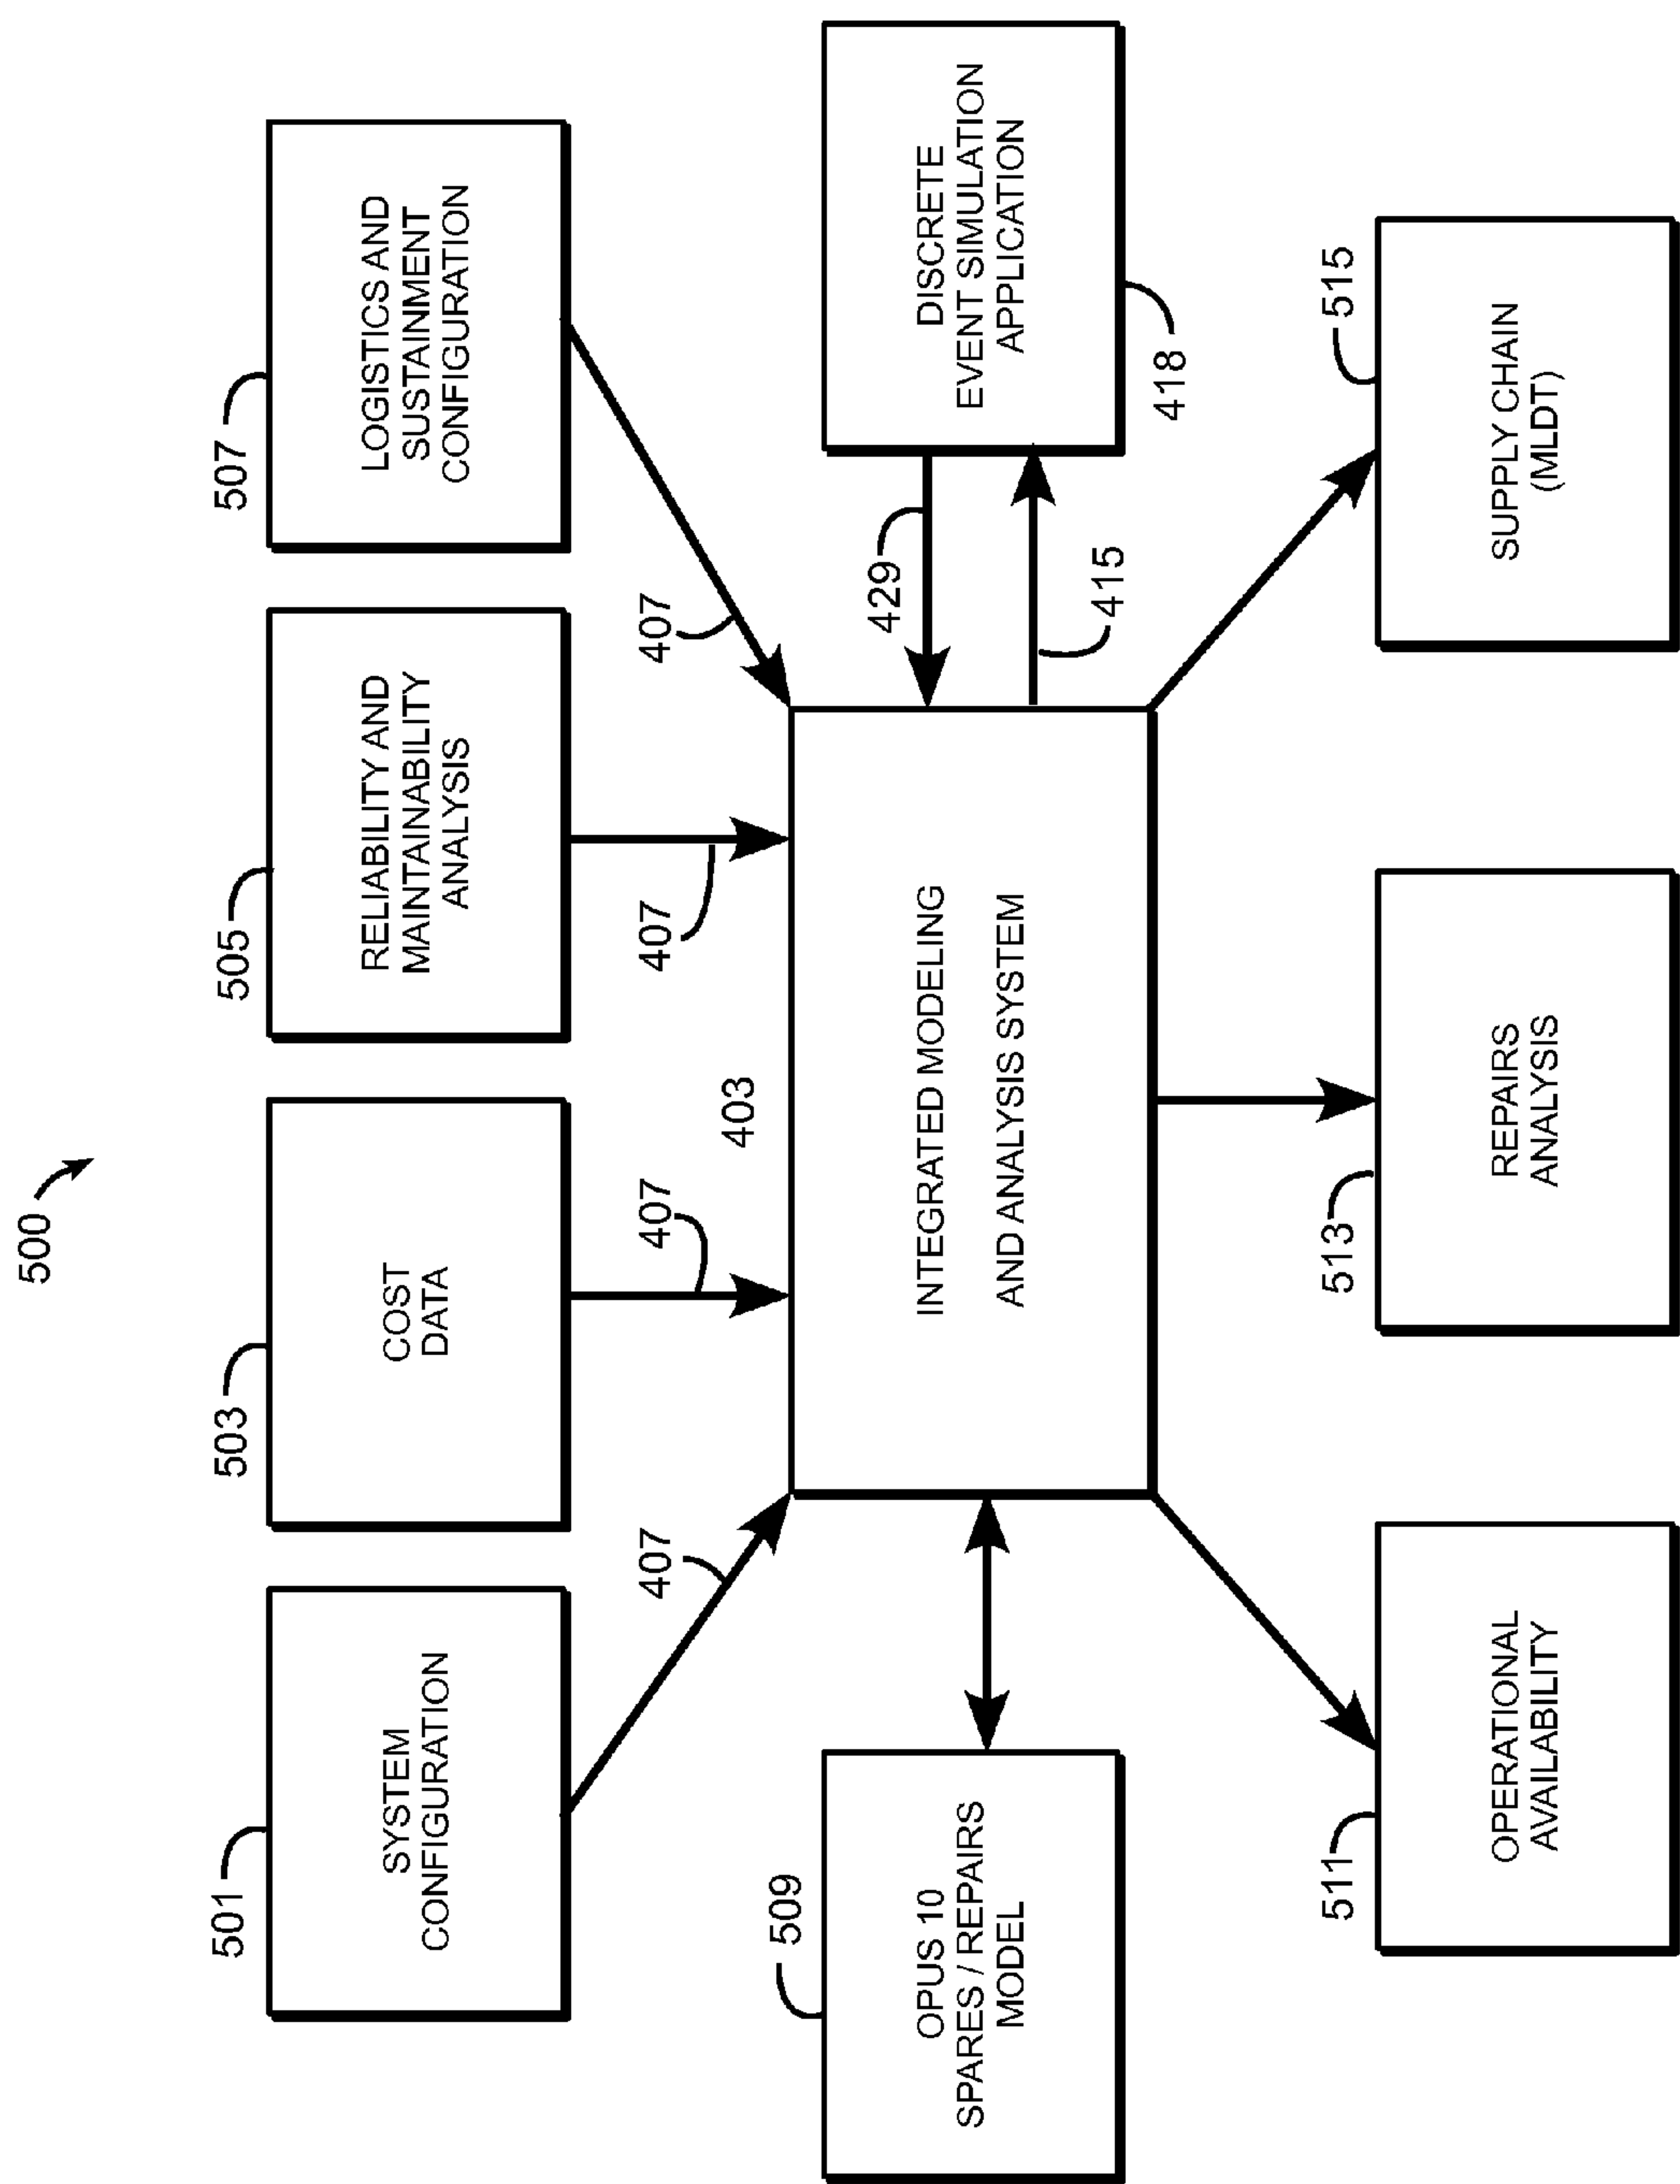 500
501
503
505
507
SYSTEM
CONFIGURATION
COST
DATA
RELIABILITY AND
MAINTAINABILITY
ANALYSIS
LOGISTICS AND
SUSTAINMENT
CONFIGURATION
407
407
407
407
403
509
OPUS 10
SPARES / REPAIRS
MODEL
INTEGRATED MODELING
AND ANALYSIS SYSTEM
429
415
DISCRETE
EVENT SIMULATION
APPLICATION
418
511
513
515
OPERATIONAL
AVAILABILITY
REPAIRS
ANALYSIS
SUPPLY CHAIN
(MLDT)